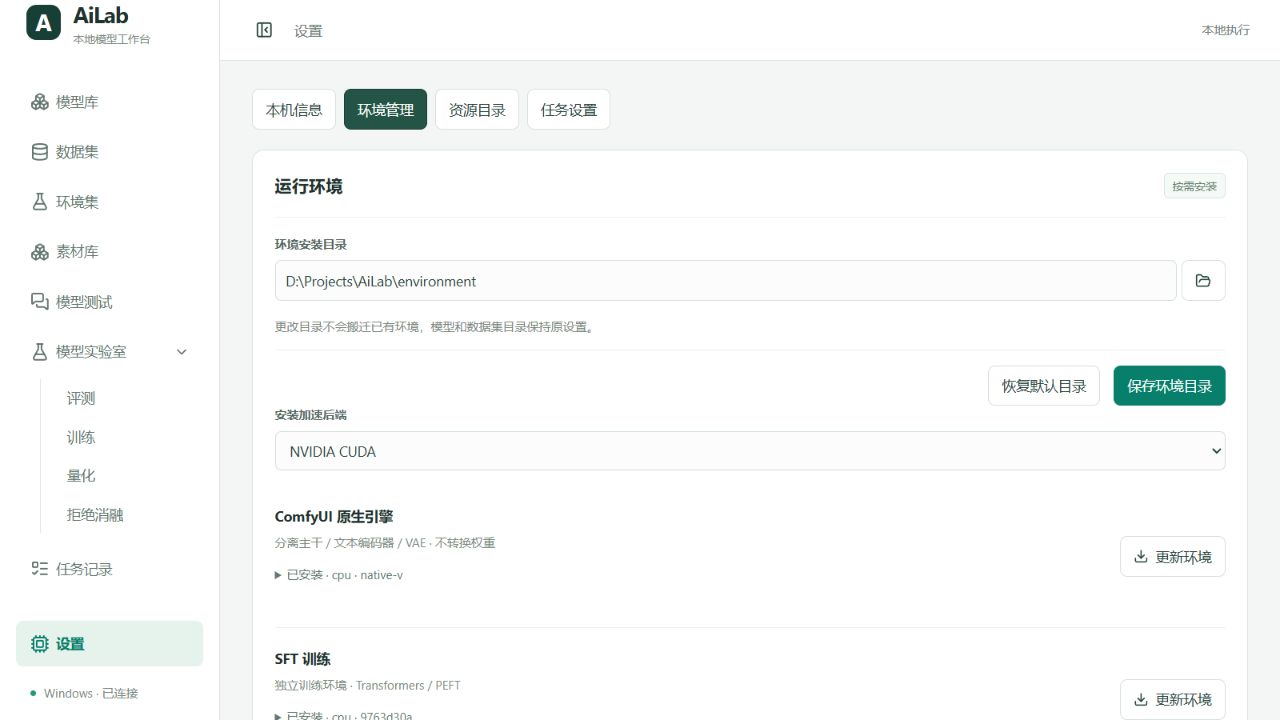 A
AiLab
本地模型工作台
设置
本地执行
模型库
数据集
环境集
素材库
模型测试
模型实验室
评测
训练
量化
拒绝消融
任务记录
设置
Windows · 已连接
本机信息
环境管理
资源目录
任务设置
运行环境
按需安装
环境安装目录
D:\Projects\AiLab\environment
更改目录不会搬迁已有环境，模型和数据集目录保持原设置。
恢复默认目录
保存环境目录
安装加速后端
NVIDIA CUDA
ComfyUI 原生引擎
分离主干 / 文本编码器 / VAE · 不转换权重
已安装 · cpu · native-v
更新环境
SFT 训练
独立训练环境 · Transformers / PEFT
已安装 · cpu · 9763d30a
更新环境